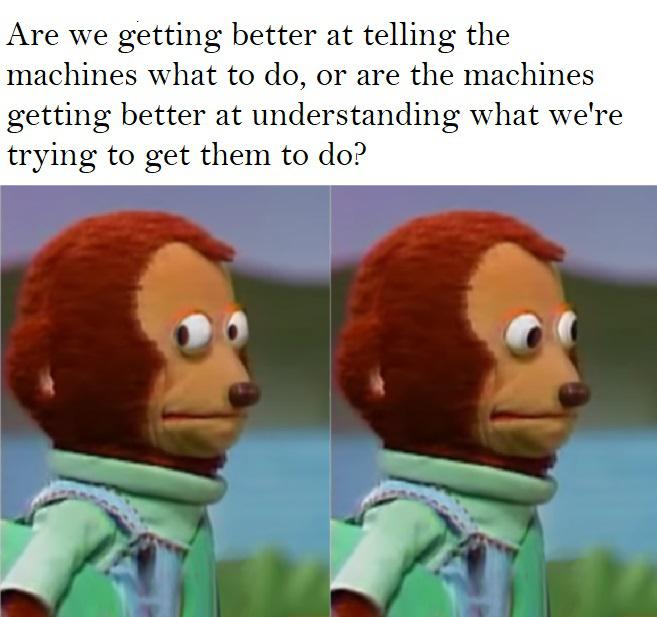 Are we getting better at telling the
machines what to do, or are the machines
getting better at understanding what we're
trying to get them to do?